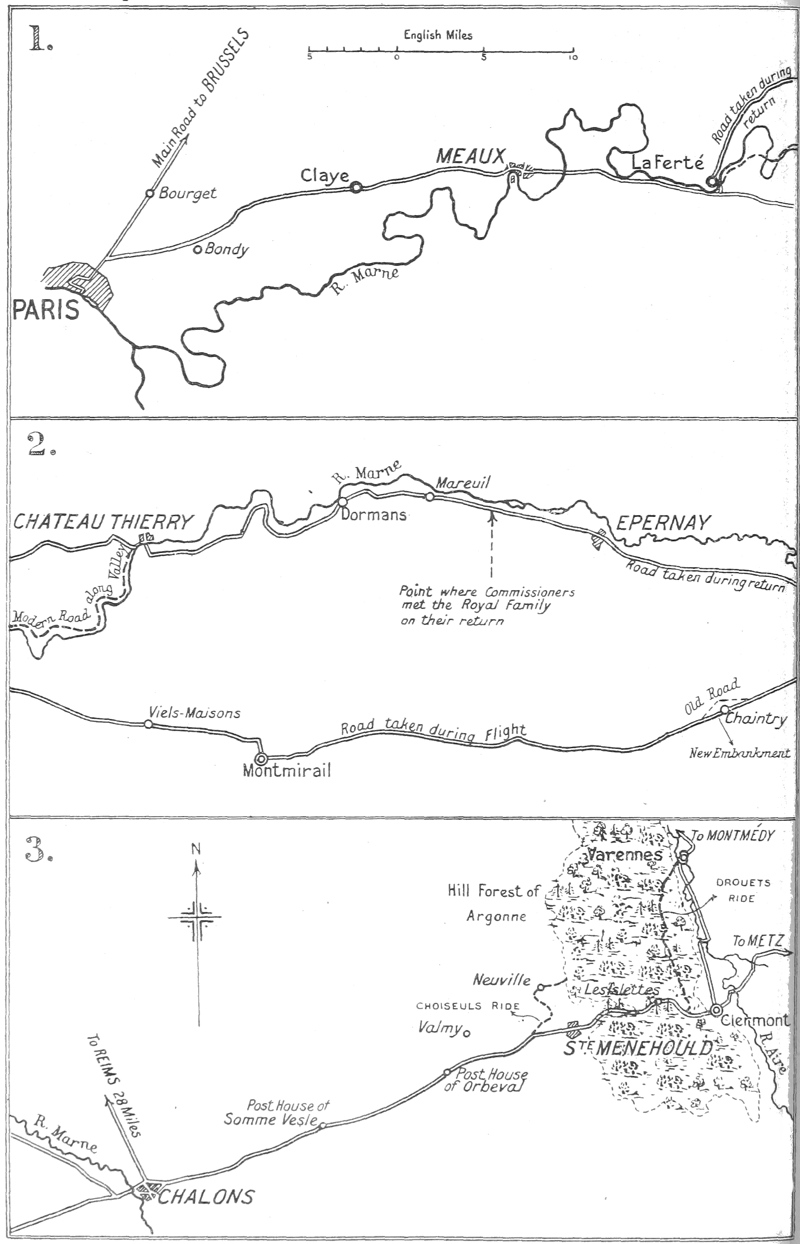 1.
English Miles
5 0 5 10
Main Road to BRUSSELS
Road taken during
return
MEAUX
La Ferté
Claye
Bourget
Bondy
R. Marne
PARIS
2.
R. Marne
Mareuil
CHATEAU THIERRY
Dormans
EPERNAY
Road taken during return
Modern Road along Valley
Point where Commissioners
met the Royal Family
on their return
Old Road
Viels-Maisons
Chaintry
Road taken during Flight
New Embankment
Montmirail
3.
N
To MONTMÉDY
Varennes
DROUETS
RIDE
Hill Forest of
Argonne
To METZ
Neuville
Les Islettes
CHOISEULS RIDE
Valmy
Clermont
STE MENEHOULD
R. Aire
To REIMS 28 Miles
Post House
of Orbeval
Post House of
Somme Vesle
R. Marne
CHALONS